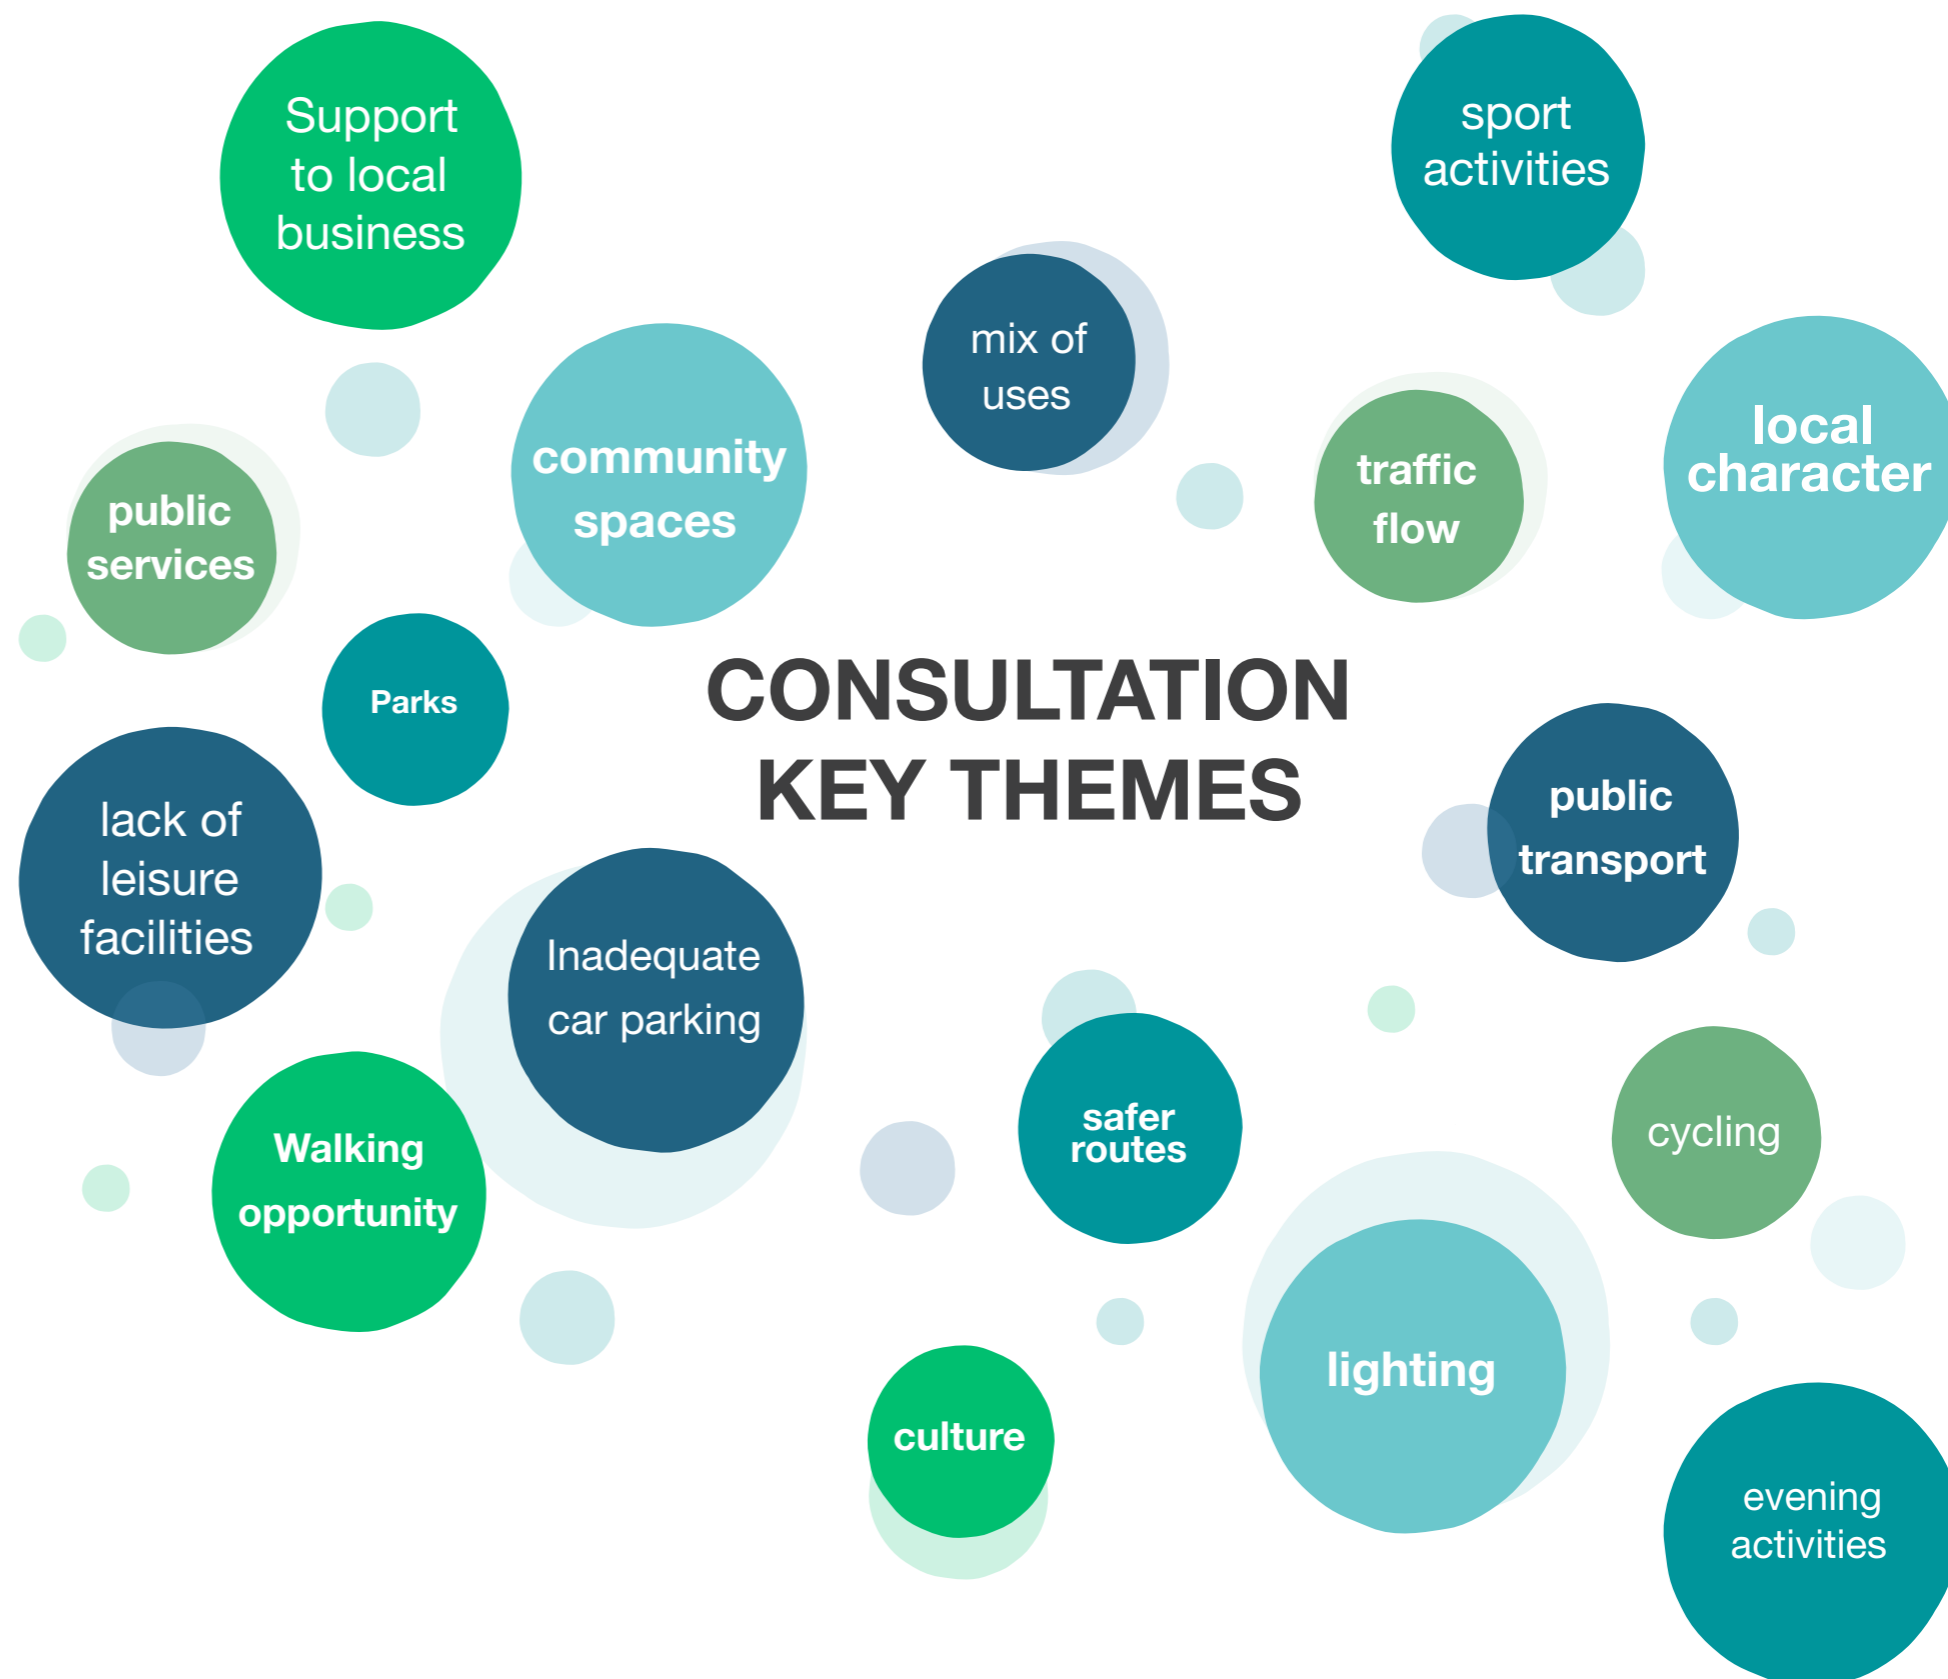 Support
to local
business
sport
activities
mix of
uses
community
spaces
local
character
traffic
flow
public
services
Parks
CONSULTATION
KEY THEMES
lack of
leisure
facilities
public
transport
Inadequate
car parking
safer
routes
cycling
Walking
opportunity
lighting
culture
evening
activities